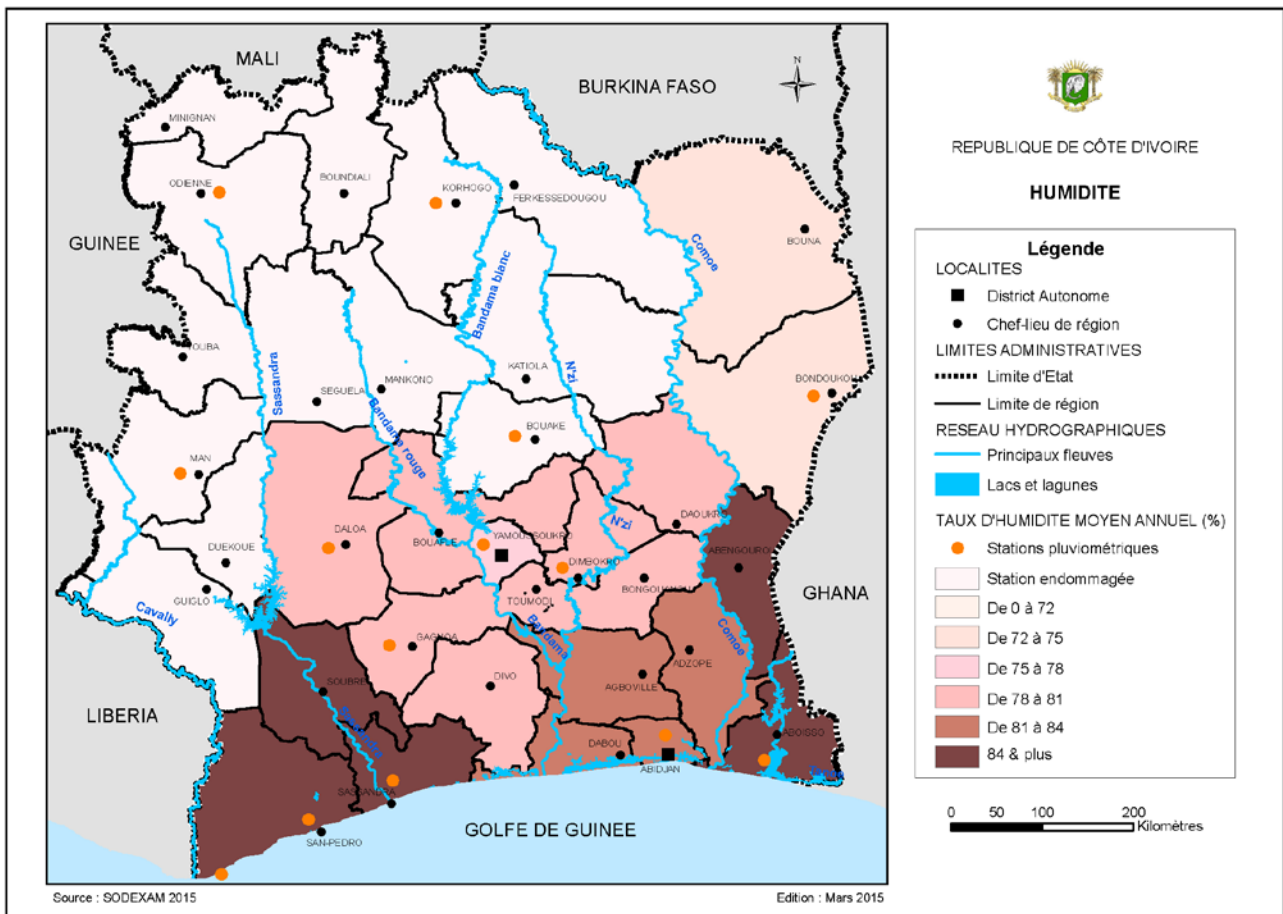 MALI
BURKINA FASO
GUINEE
LIBERIA
GHANA
GOLFE DE GUINEE
N
MINIGNAN
ODIENNE
BOUNDIALI
KORHOGO
FERKESSEDOUGOU
BOUNA
TOUBA
SEGUELA
MANKONO
KATIOLA
BONDOUKOU
BOUAKE
MAN
DALOA
BOUAFLE
YAMOUSSOUKRO
DAOUKRO
ABENGOUROU
DUEKOUE
GUIGLO
DIMBOKRO
TOUMODI
BONGOUANOU
GAGNOA
DIVO
ADZOPE
AGBOVILLE
SOUBRE
DABOU
ABIDJAN
ABOISSO
SASSANDRA
SAN-PEDRO
Comoe
Bandama blanc
N'zi
Sassandra
Bandama rouge
N'zi
Cavally
Bandama
Comoe
Sassandra
Source : SODEXAM 2015
Edition : Mars 2015
REPUBLIQUE DE CÔTE D'IVOIRE
HUMIDITE
Légende
LOCALITES
District Autonome
Chef-lieu de région
LIMITES ADMINISTRATIVES
Limite d'Etat
Limite de région
RESEAU HYDROGRAPHIQUES
Principaux fleuves
Lacs et lagunes
TAUX D'HUMIDITE MOYEN ANNUEL (%)
Stations pluviométriques
Station endommagée
De 0 à 72
De 72 à 75
De 75 à 78
De 78 à 81
De 81 à 84
84 & plus
0 50 100 200
Kilomètres